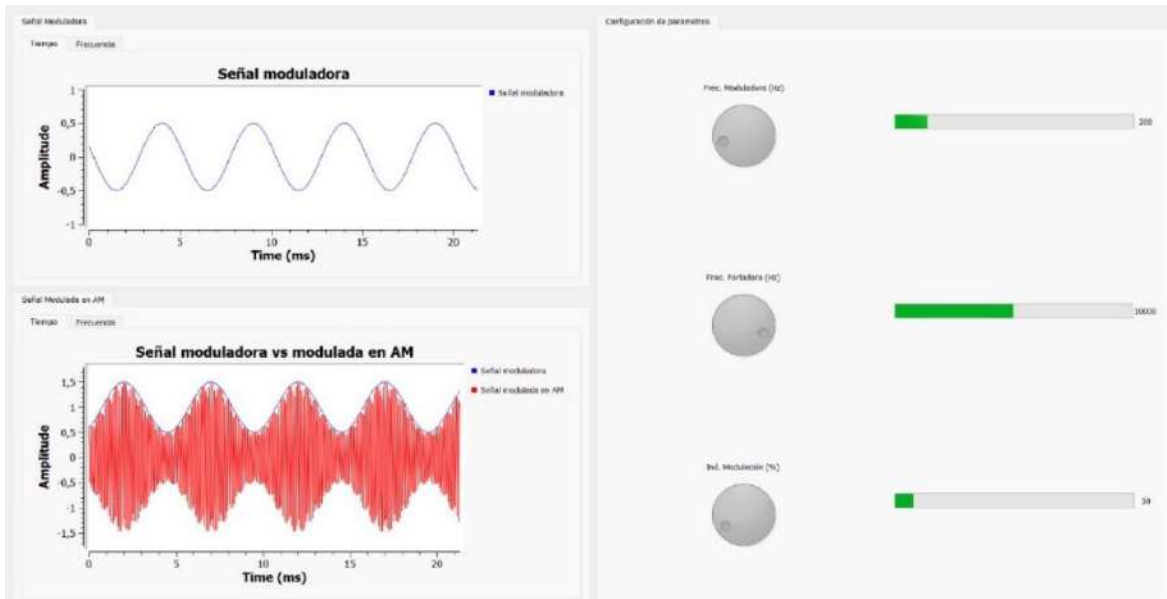 Señal Moduladora
Tiempo Frecuencia
Señal moduladora
Señal moduladora
Amplitude
1
0,5
0
-0,5
-1
0 5 10 15 20
Time (ms)
Señal Modulada en AM
Tiempo Frecuencia
Señal moduladora vs modulada en AM
Señal moduladora
Señal modulada en AM
Amplitude
1,5
1
0,5
0
-0,5
-1
-1,5
0 5 10 15 20
Time (ms)
Configuración de parametros
Frec. Moduladora (Hz)
200
Frec. Portadora (Hz)
10000
Ind. Modulación (%)
50